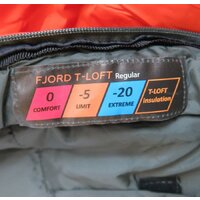 FJORD T-LOFT Regular
0 -5 -20 T-LOFT
COMFORT LIMIT EXTREME insulation